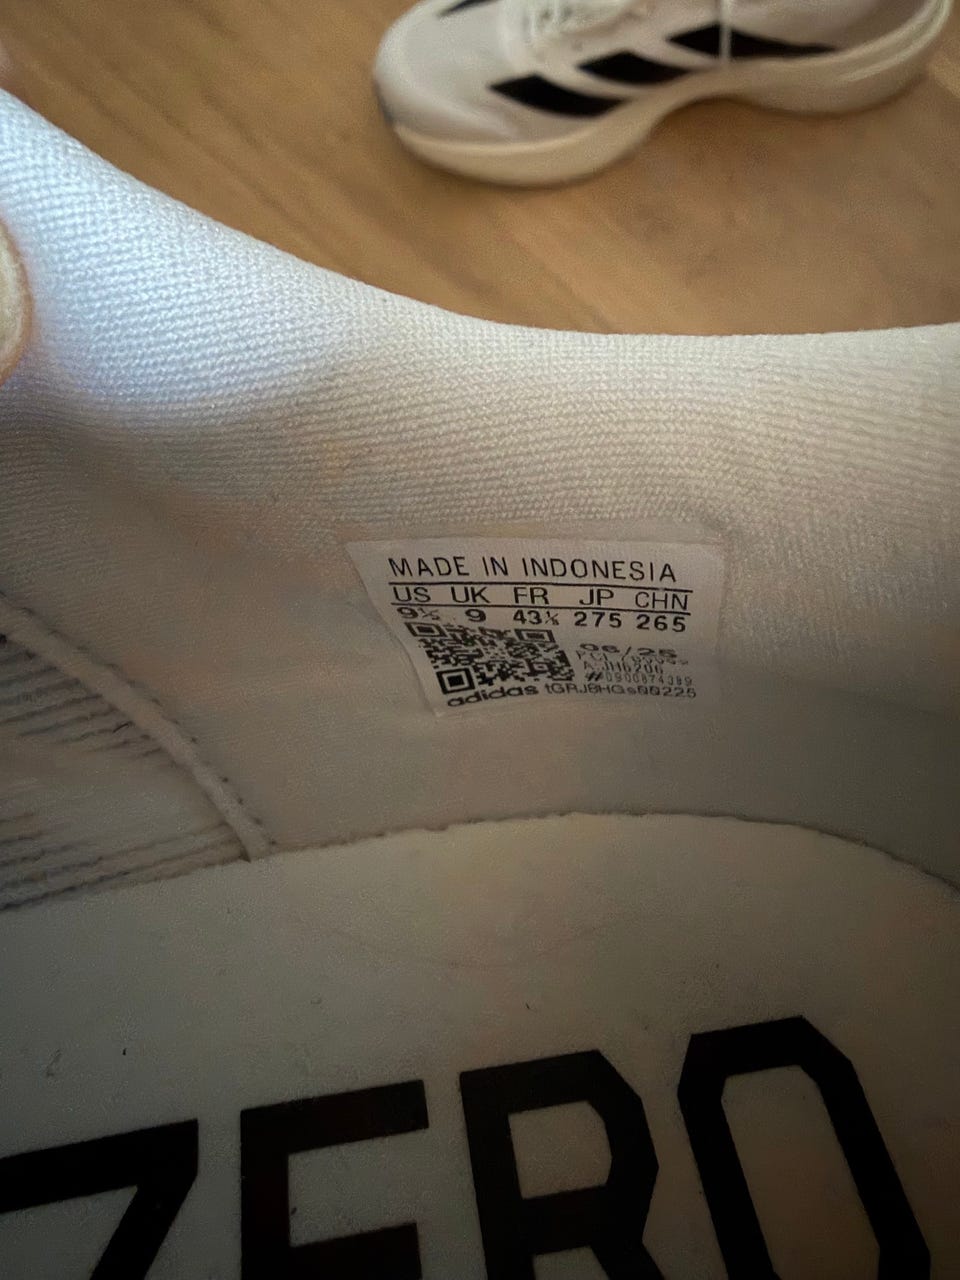 MADE IN INDONESIA
US UK FR JP CHN
9½ 9 43⅓ 275 265
06/25
adidas tGRJ8HGs00225
ZERO